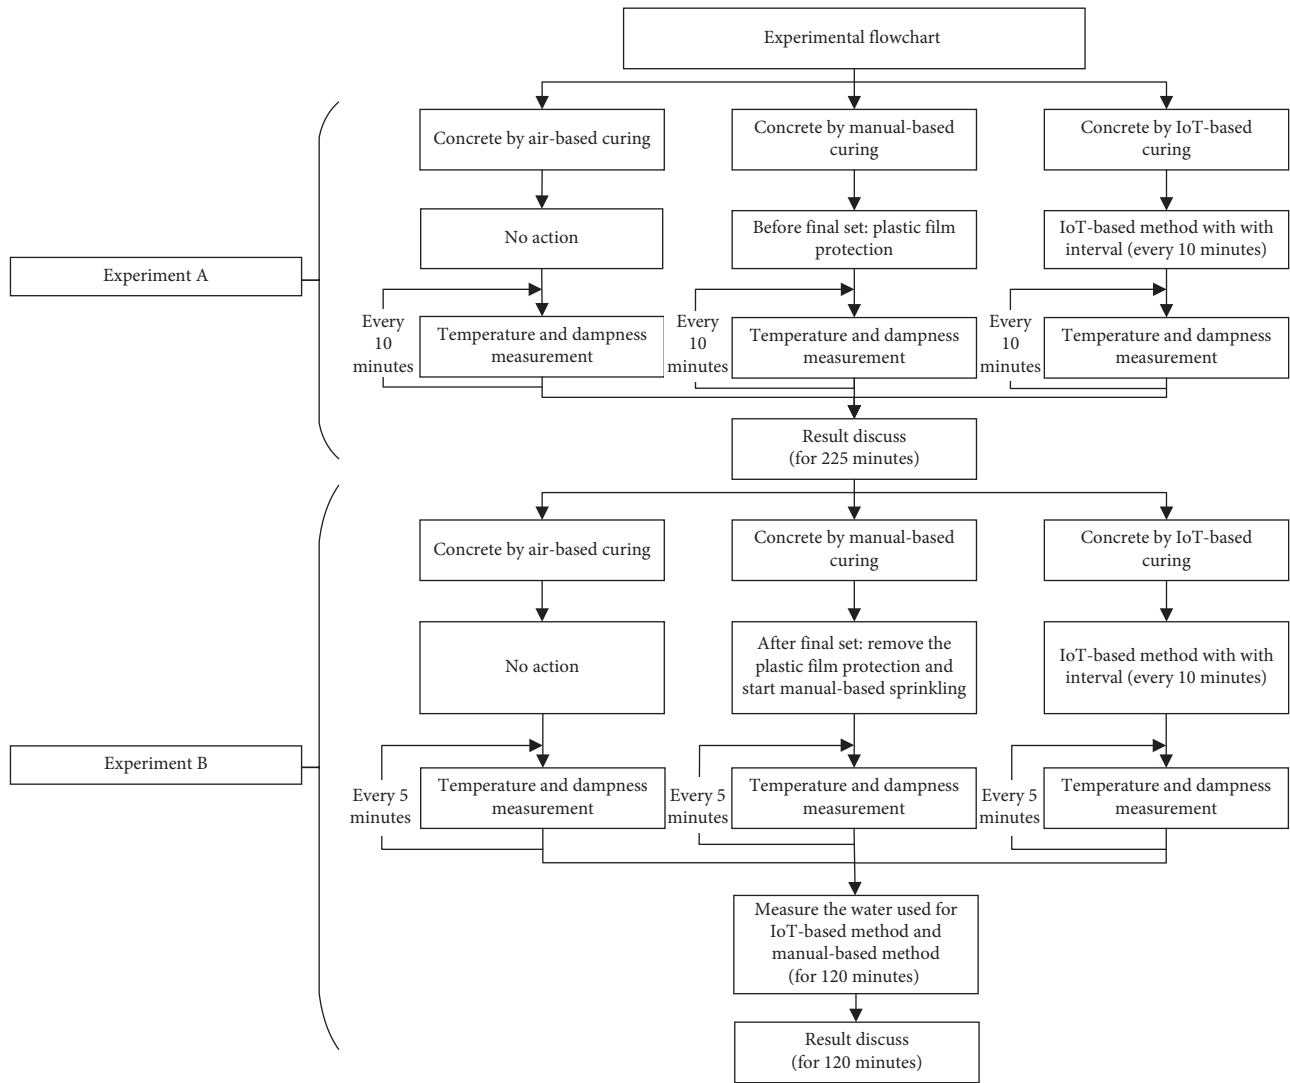 Experimental flowchart
Concrete by air-based curing
Concrete by manual-based
curing
Concrete by IoT-based
curing
No action
Before final set: plastic film
protection
IoT-based method with with
interval (every 10 minutes)
Experiment A
Every
10
minutes
Temperature and dampness
measurement
Every
10
minutes
Temperature and dampness
measurement
Every
10
minutes
Temperature and dampness
measurement
Result discuss
(for 225 minutes)
Concrete by air-based curing
Concrete by manual-based
curing
Concrete by IoT-based
curing
No action
After final set: remove the
plastic film protection and
start manual-based sprinkling
IoT-based method with with
interval (every 10 minutes)
Experiment B
Every 5
minutes
Temperature and dampness
measurement
Every 5
minutes
Temperature and dampness
measurement
Every 5
minutes
Temperature and dampness
measurement
Measure the water used for
IoT-based method and
manual-based method
(for 120 minutes)
Result discuss
(for 120 minutes)